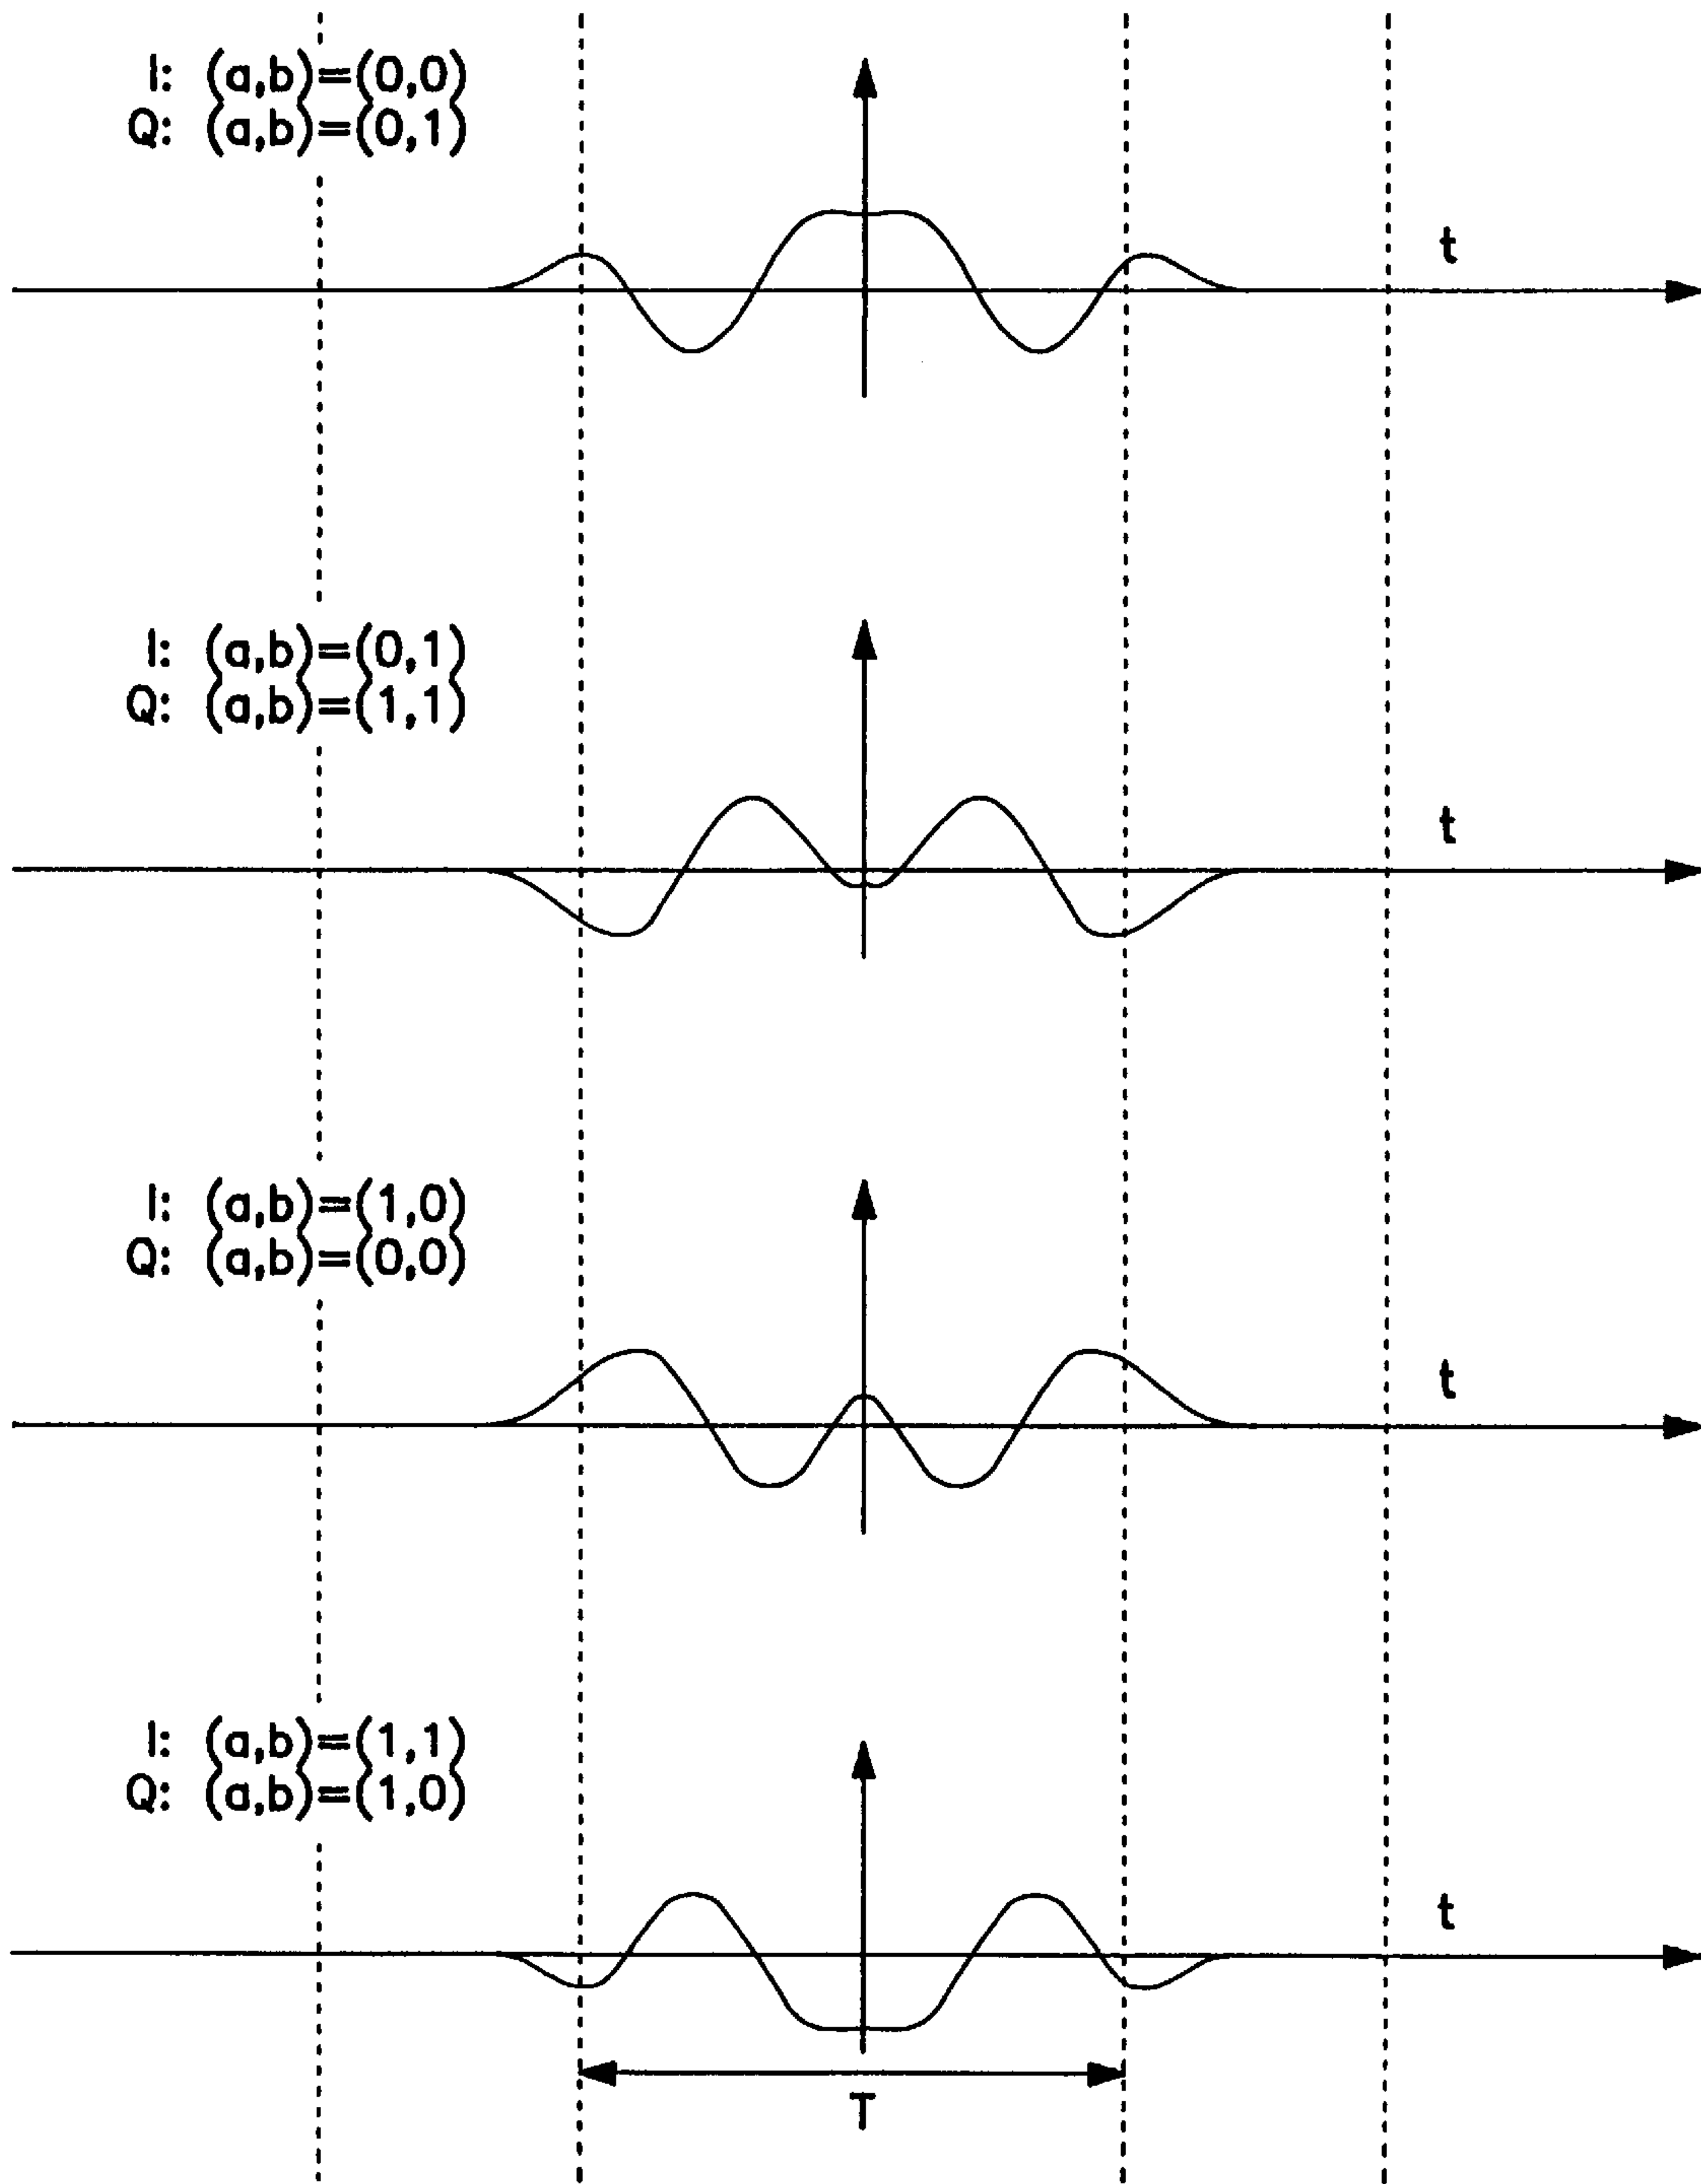 I: (a,b)=(0,0)
Q: (a,b)=(0,1)
t
I: (a,b)=(0,1)
Q: (a,b)=(1,1)
t
I: (a,b)=(1,0)
Q: (a,b)=(0,0)
t
I: (a,b)=(1,1)
Q: (a,b)=(1,0)
t
T